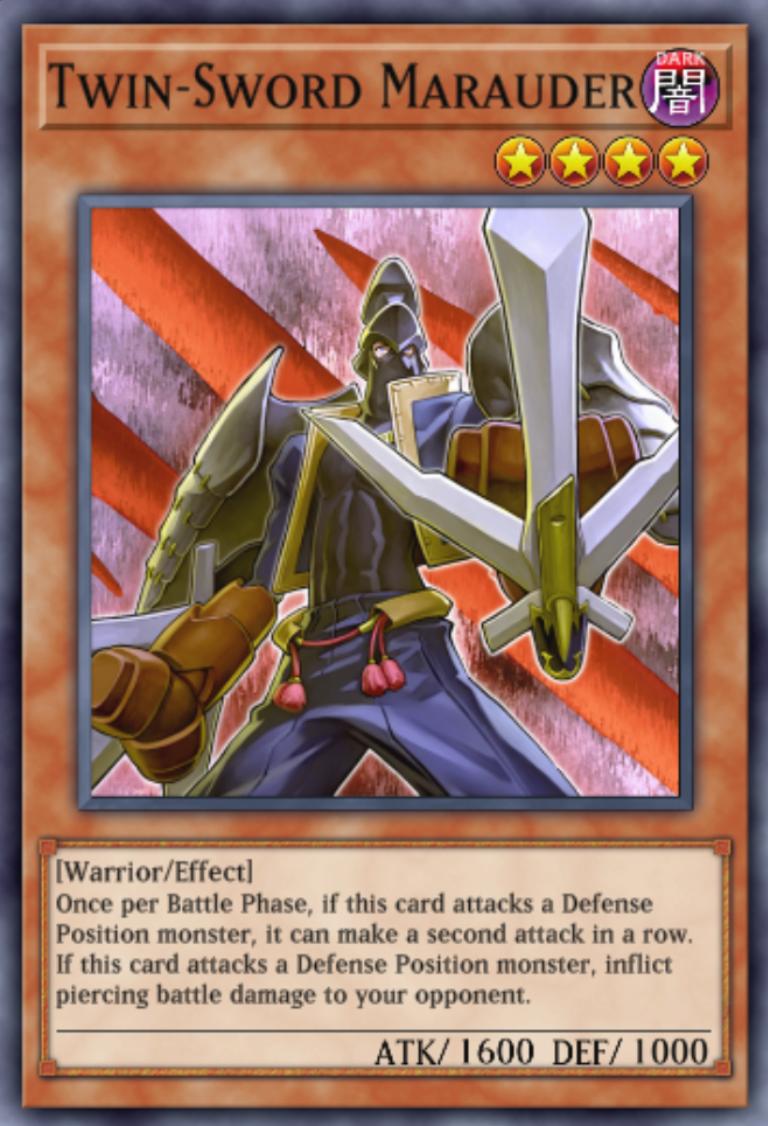 TWIN-SWORD MARAUDER
DARK
闇
[Warrior/Effect]
Once per Battle Phase, if this card attacks a Defense
Position monster, it can make a second attack in a row.
If this card attacks a Defense Position monster, inflict
piercing battle damage to your opponent.
ATK/ 1600 DEF/ 1000